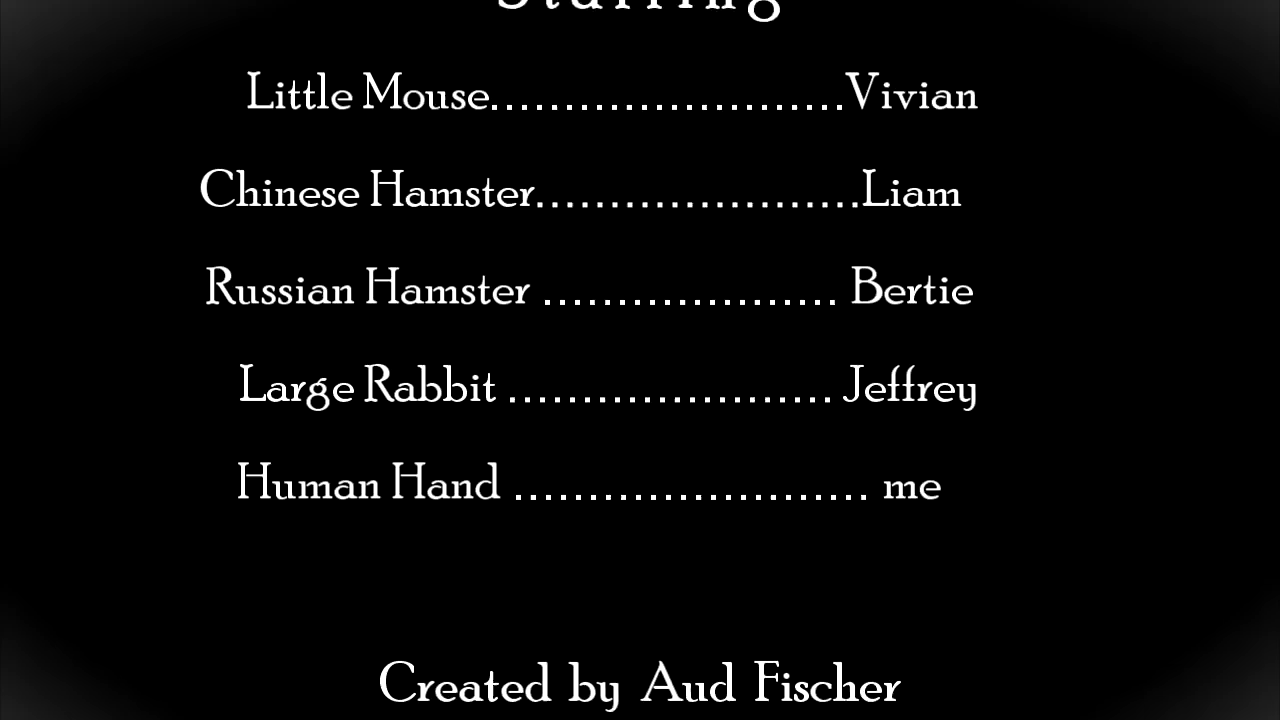 Starring
Little Mouse........................Vivian
Chinese Hamster......................Liam
Russian Hamster .................... Bertie
Large Rabbit ...................... Jeffrey
Human Hand ........................ me
Created by Aud Fischer